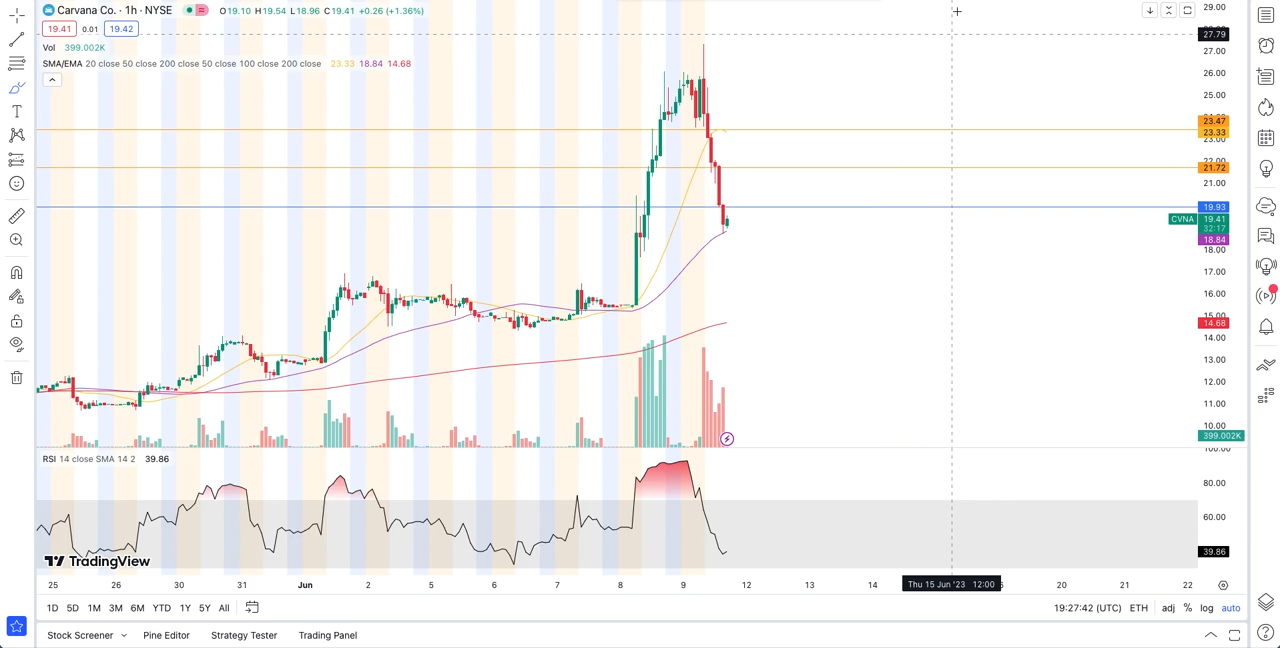 Carvana Co. · 1h · NYSE O19.10 H19.54 L18.96 C19.41 +0.26 (+1.36%)
19.41 0.01 19.42
Vol 399.002K
SMA/EMA 20 close 50 close 200 close 50 close 100 close 200 close 23.33 18.84 14.68
29.00
27.79
27.00
26.00
25.00
23.47
23.33
23.00
22.00
21.72
21.00
19.93
CVNA 19.41
32:17
18.84
18.00
17.00
16.00
15.00
14.68
14.00
13.00
12.00
11.00
10.00
399.002K
100.00
RSI 14 close SMA 14 2 39.86
80.00
60.00
39.86
TradingView
25 26 30 31 Jun 2 5 6 7 8 9 12 13 14 Thu 15 Jun '23 12:00 20 21 22
1D 5D 1M 3M 6M YTD 1Y 5Y All 19:27:42 (UTC) ETH adj % log auto
Stock Screener Pine Editor Strategy Tester Trading Panel